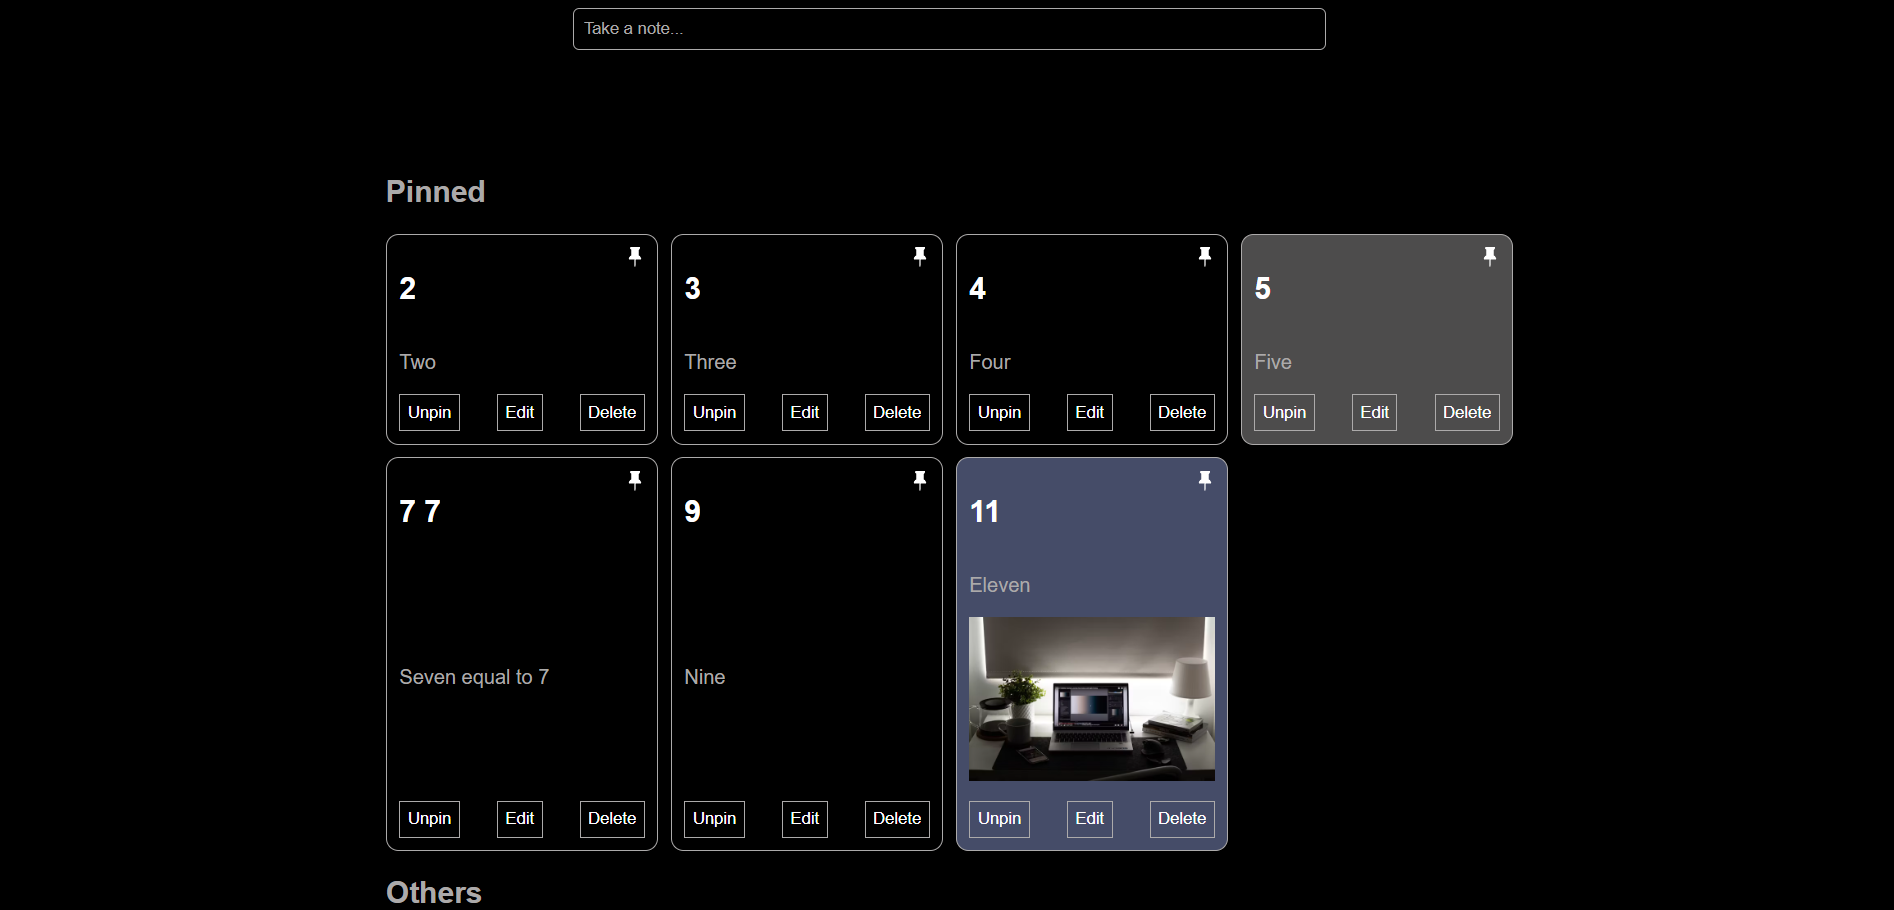 Take a note...
Pinned
2
Two
Unpin Edit Delete
3
Three
Unpin Edit Delete
4
Four
Unpin Edit Delete
5
Five
Unpin Edit Delete
7 7
Seven equal to 7
Unpin Edit Delete
9
Nine
Unpin Edit Delete
11
Eleven
Unpin Edit Delete
Others